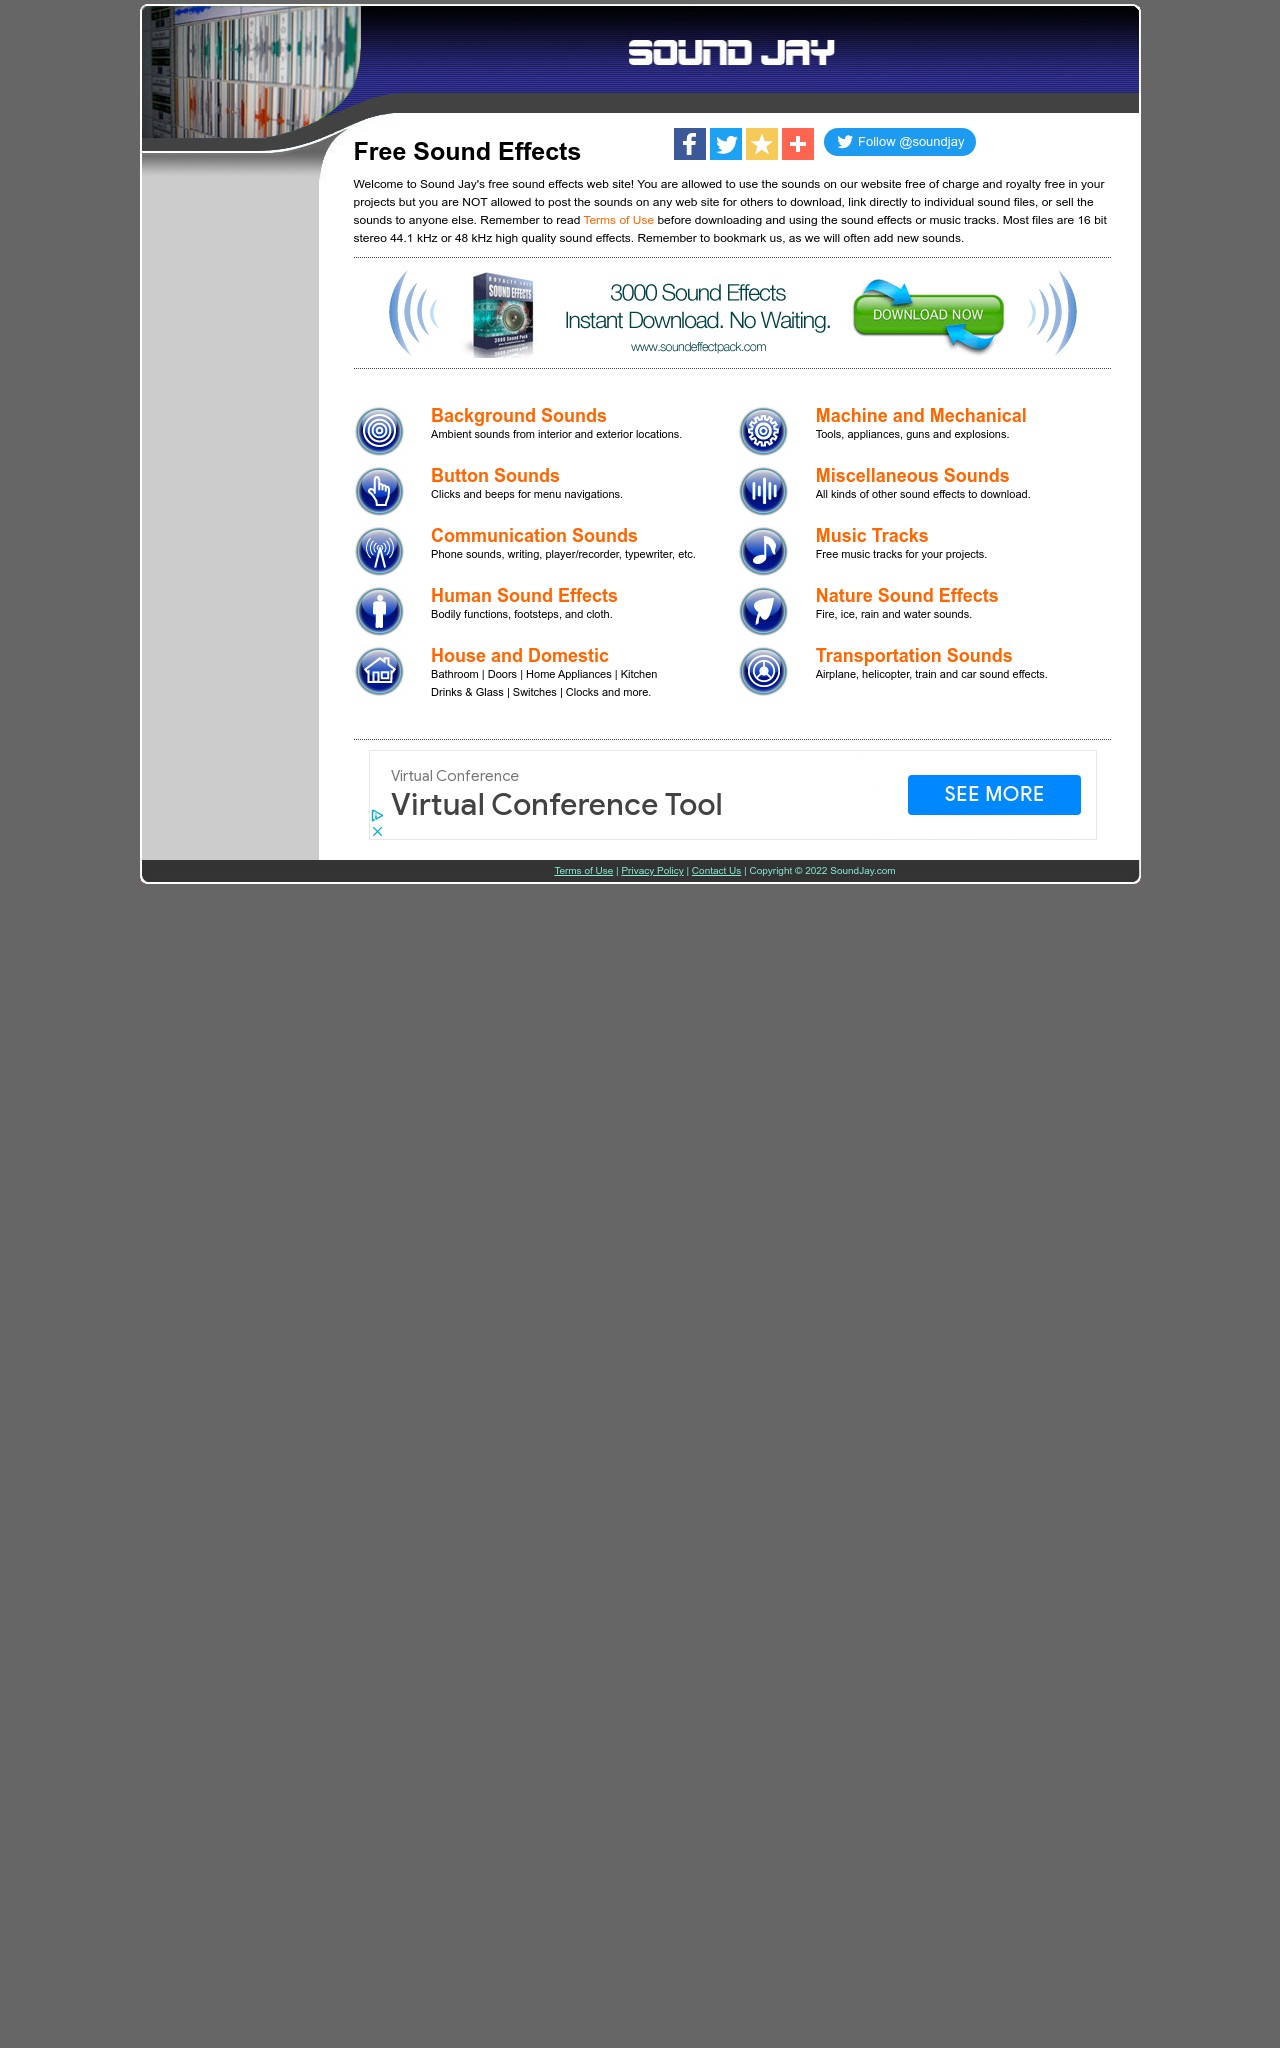 SOUND JAY
Free Sound Effects
Follow @soundjay
Welcome to Sound Jay's free sound effects web site! You are allowed to use the sounds on our website free of charge and royalty free in your
projects but you are NOT allowed to post the sounds on any web site for others to download, link directly to individual sound files, or sell the
sounds to anyone else. Remember to read Terms of Use before downloading and using the sound effects or music tracks. Most files are 16 bit
stereo 44.1 kHz or 48 kHz high quality sound effects. Remember to bookmark us, as we will often add new sounds.
ROYALTY FREE
SOUND EFFECTS
3000 Sound Pack
3000 Sound Effects
Instant Download. No Waiting.
www.soundeffectpack.com
DOWNLOAD NOW
Background Sounds
Ambient sounds from interior and exterior locations.
Button Sounds
Clicks and beeps for menu navigations.
Communication Sounds
Phone sounds, writing, player/recorder, typewriter, etc.
Human Sound Effects
Bodily functions, footsteps, and cloth.
House and Domestic
Bathroom | Doors | Home Appliances | Kitchen
Drinks & Glass | Switches | Clocks and more.
Machine and Mechanical
Tools, appliances, guns and explosions.
Miscellaneous Sounds
All kinds of other sound effects to download.
Music Tracks
Free music tracks for your projects.
Nature Sound Effects
Fire, ice, rain and water sounds.
Transportation Sounds
Airplane, helicopter, train and car sound effects.
Virtual Conference
Virtual Conference Tool
SEE MORE
Terms of Use | Privacy Policy | Contact Us | Copyright © 2022 SoundJay.com